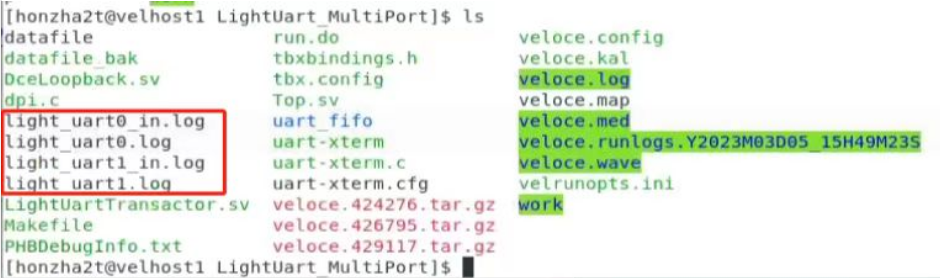 [honzha2t@velhost1 LightUart_MultiPort]$ ls
datafile run.do veloce.config
datafile_bak tbxbindings.h veloce.kal
DceLoopback.sv tbx.config veloce.log
dpi.c Top.sv veloce.map
light_uart0_in.log uart_fifo veloce.med
light_uart0.log uart-xterm veloce.runlogs.Y2023M03D05_15H49M23S
light_uart1_in.log uart-xterm.c veloce.wave
light_uart1.log uart-xterm.cfg velrunopts.ini
LightUartTransactor.sv veloce.424276.tar.gz work
Makefile veloce.426795.tar.gz
PHBDebugInfo.txt veloce.429117.tar.gz
[honzha2t@velhost1 LightUart_MultiPort]$